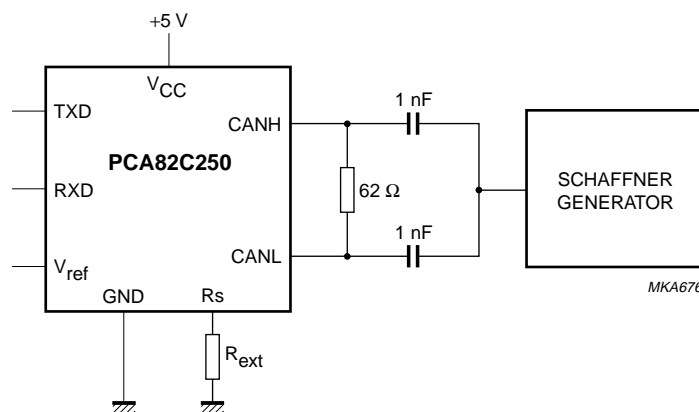 +5 V
VCC
TXD
CANH
1 nF
PCA82C250
RXD
62 Ω
SCHAFFNER
GENERATOR
1 nF
CANL
Vref
GND
Rs
MKA676
Rext